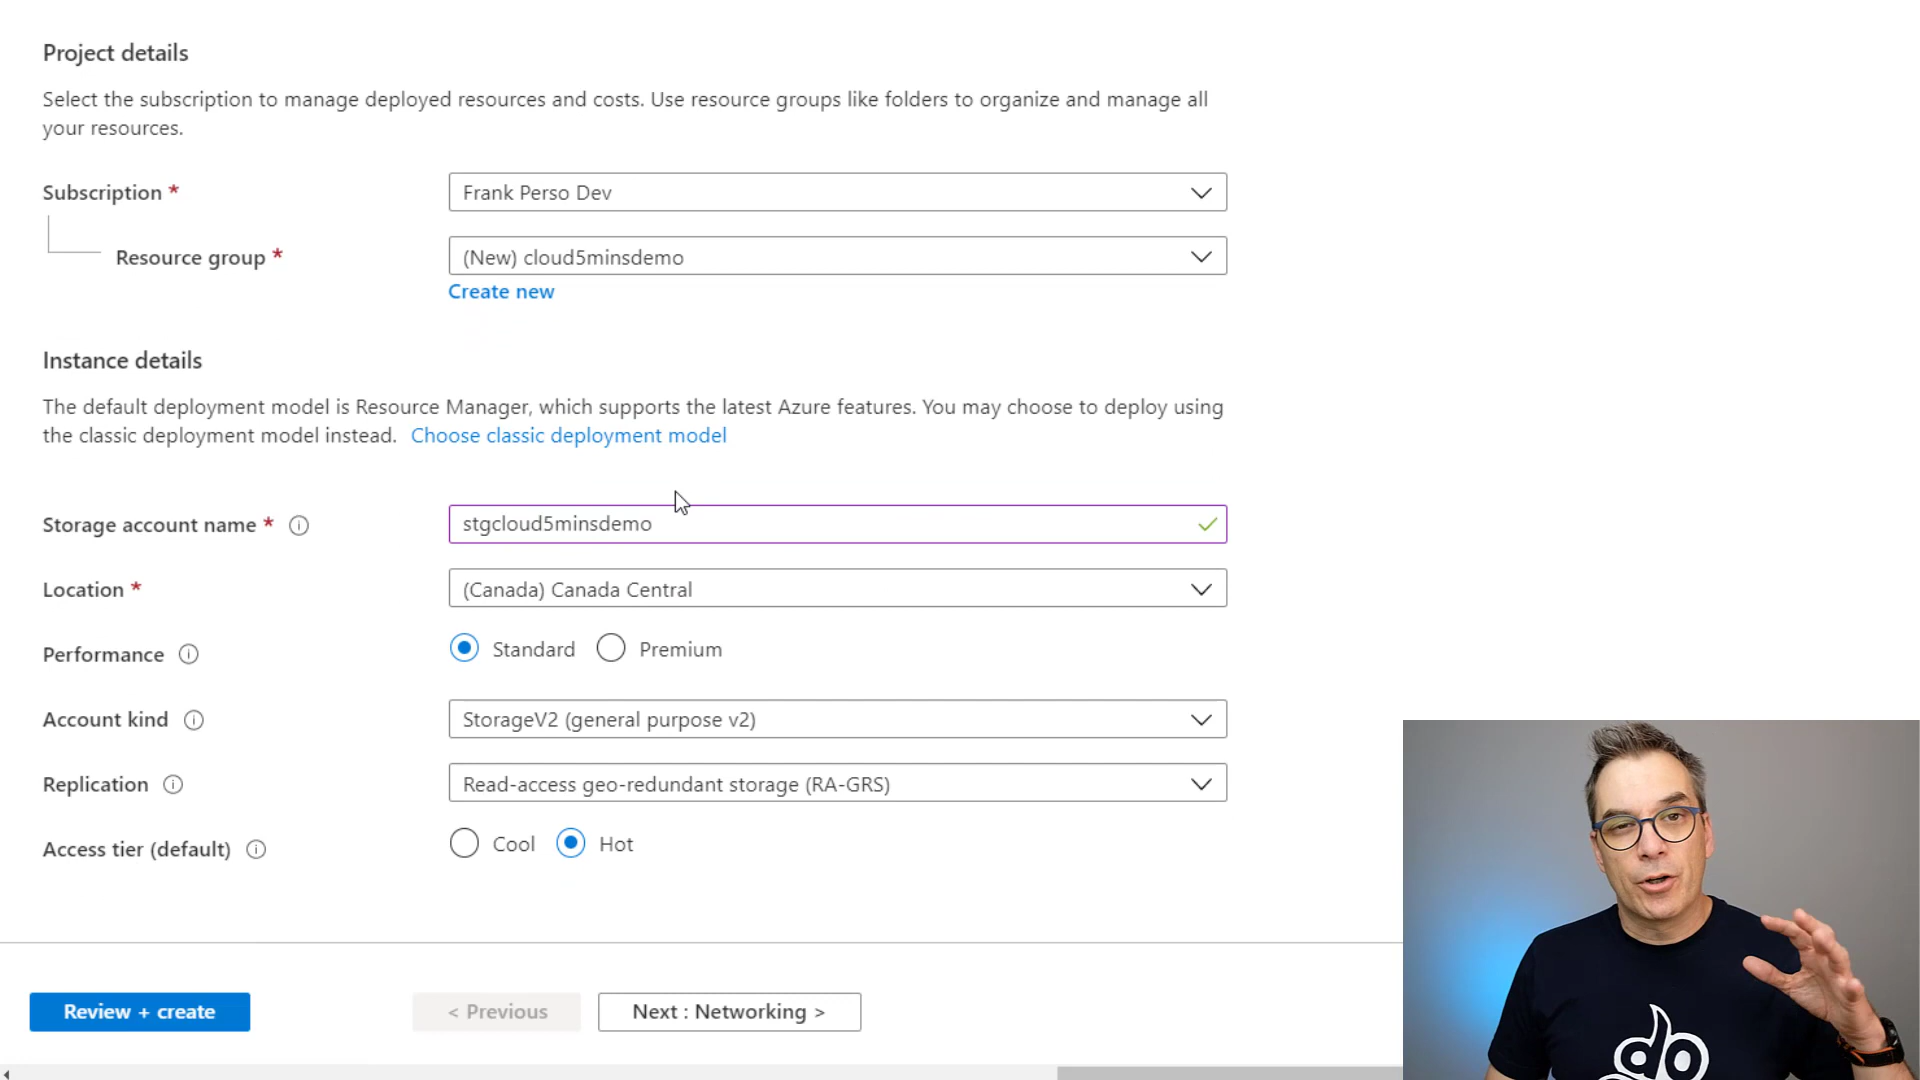 Project details
Select the subscription to manage deployed resources and costs. Use resource groups like folders to organize and manage all
your resources.
Subscription *
Frank Perso Dev
Resource group *
(New) cloud5minsdemo
Create new
Instance details
The default deployment model is Resource Manager, which supports the latest Azure features. You may choose to deploy using
the classic deployment model instead. Choose classic deployment model
Storage account name *
stgcloud5minsdemo
Location *
(Canada) Canada Central
Performance
Standard Premium
Account kind
StorageV2 (general purpose v2)
Replication
Read-access geo-redundant storage (RA-GRS)
Access tier (default)
Cool Hot
Review + create
< Previous
Next : Networking >